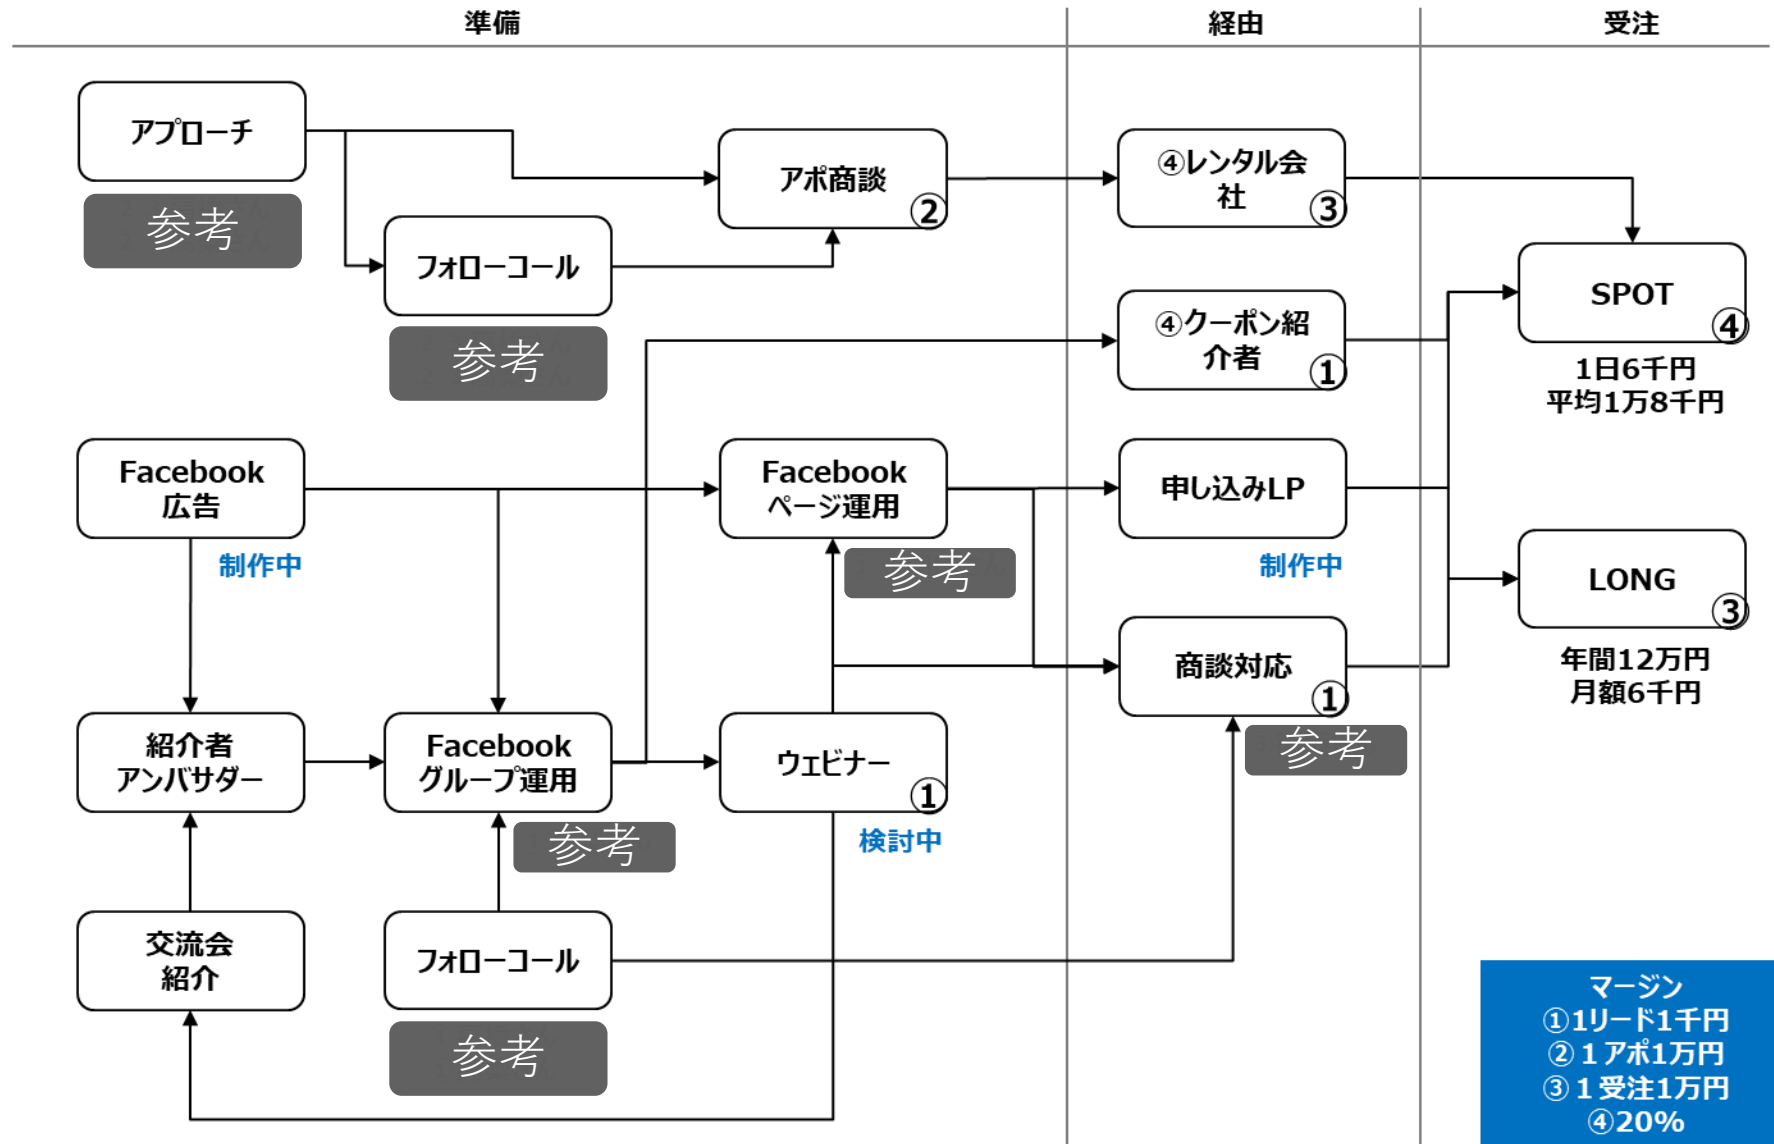 準備
経由
受注
アプローチ
参考
フォローコール
参考
アポ商談
②
④レンタル会
社
③
④クーポン紹
介者
①
SPOT
④
1日6千円
平均1万8千円
Facebook
広告
制作中
Facebook
ページ運用
参考
申し込みLP
制作中
LONG
③
年間12万円
月額6千円
商談対応
①
参考
紹介者
アンバサダー
Facebook
グループ運用
参考
ウェビナー
①
検討中
交流会
紹介
フォローコール
参考
マージン
①1リード1千円
②１アポ1万円
③１受注1万円
④20%